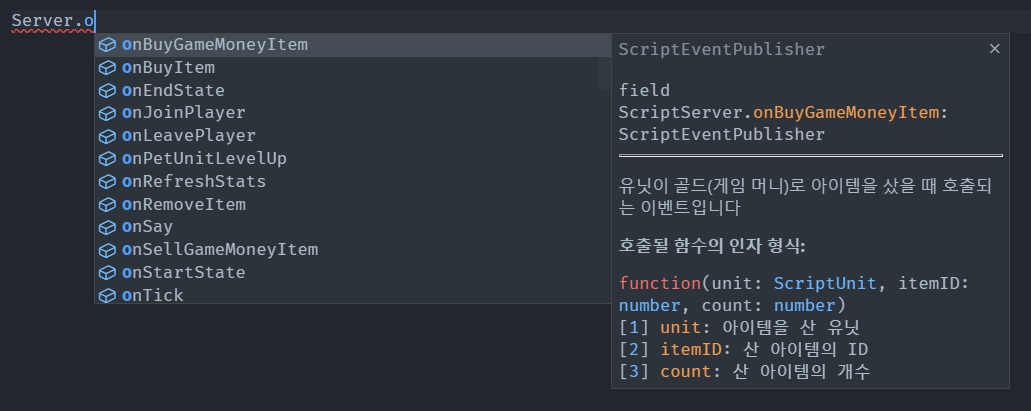 Server.o
onBuyGameMoneyItem
onBuyItem
onEndState
onJoinPlayer
onLeavePlayer
onPetUnitLevelUp
onRefreshStats
onRemoveItem
onSay
onSellGameMoneyItem
onStartState
onTick
ScriptEventPublisher ×
field
ScriptServer.onBuyGameMoneyItem:
ScriptEventPublisher
유닛이 골드(게임 머니)로 아이템을 샀을 때 호출되
는 이벤트입니다
호출될 함수의 인자 형식:
function(unit: ScriptUnit, itemID:
number, count: number)
[1] unit: 아이템을 산 유닛
[2] itemID: 산 아이템의 ID
[3] count: 산 아이템의 개수